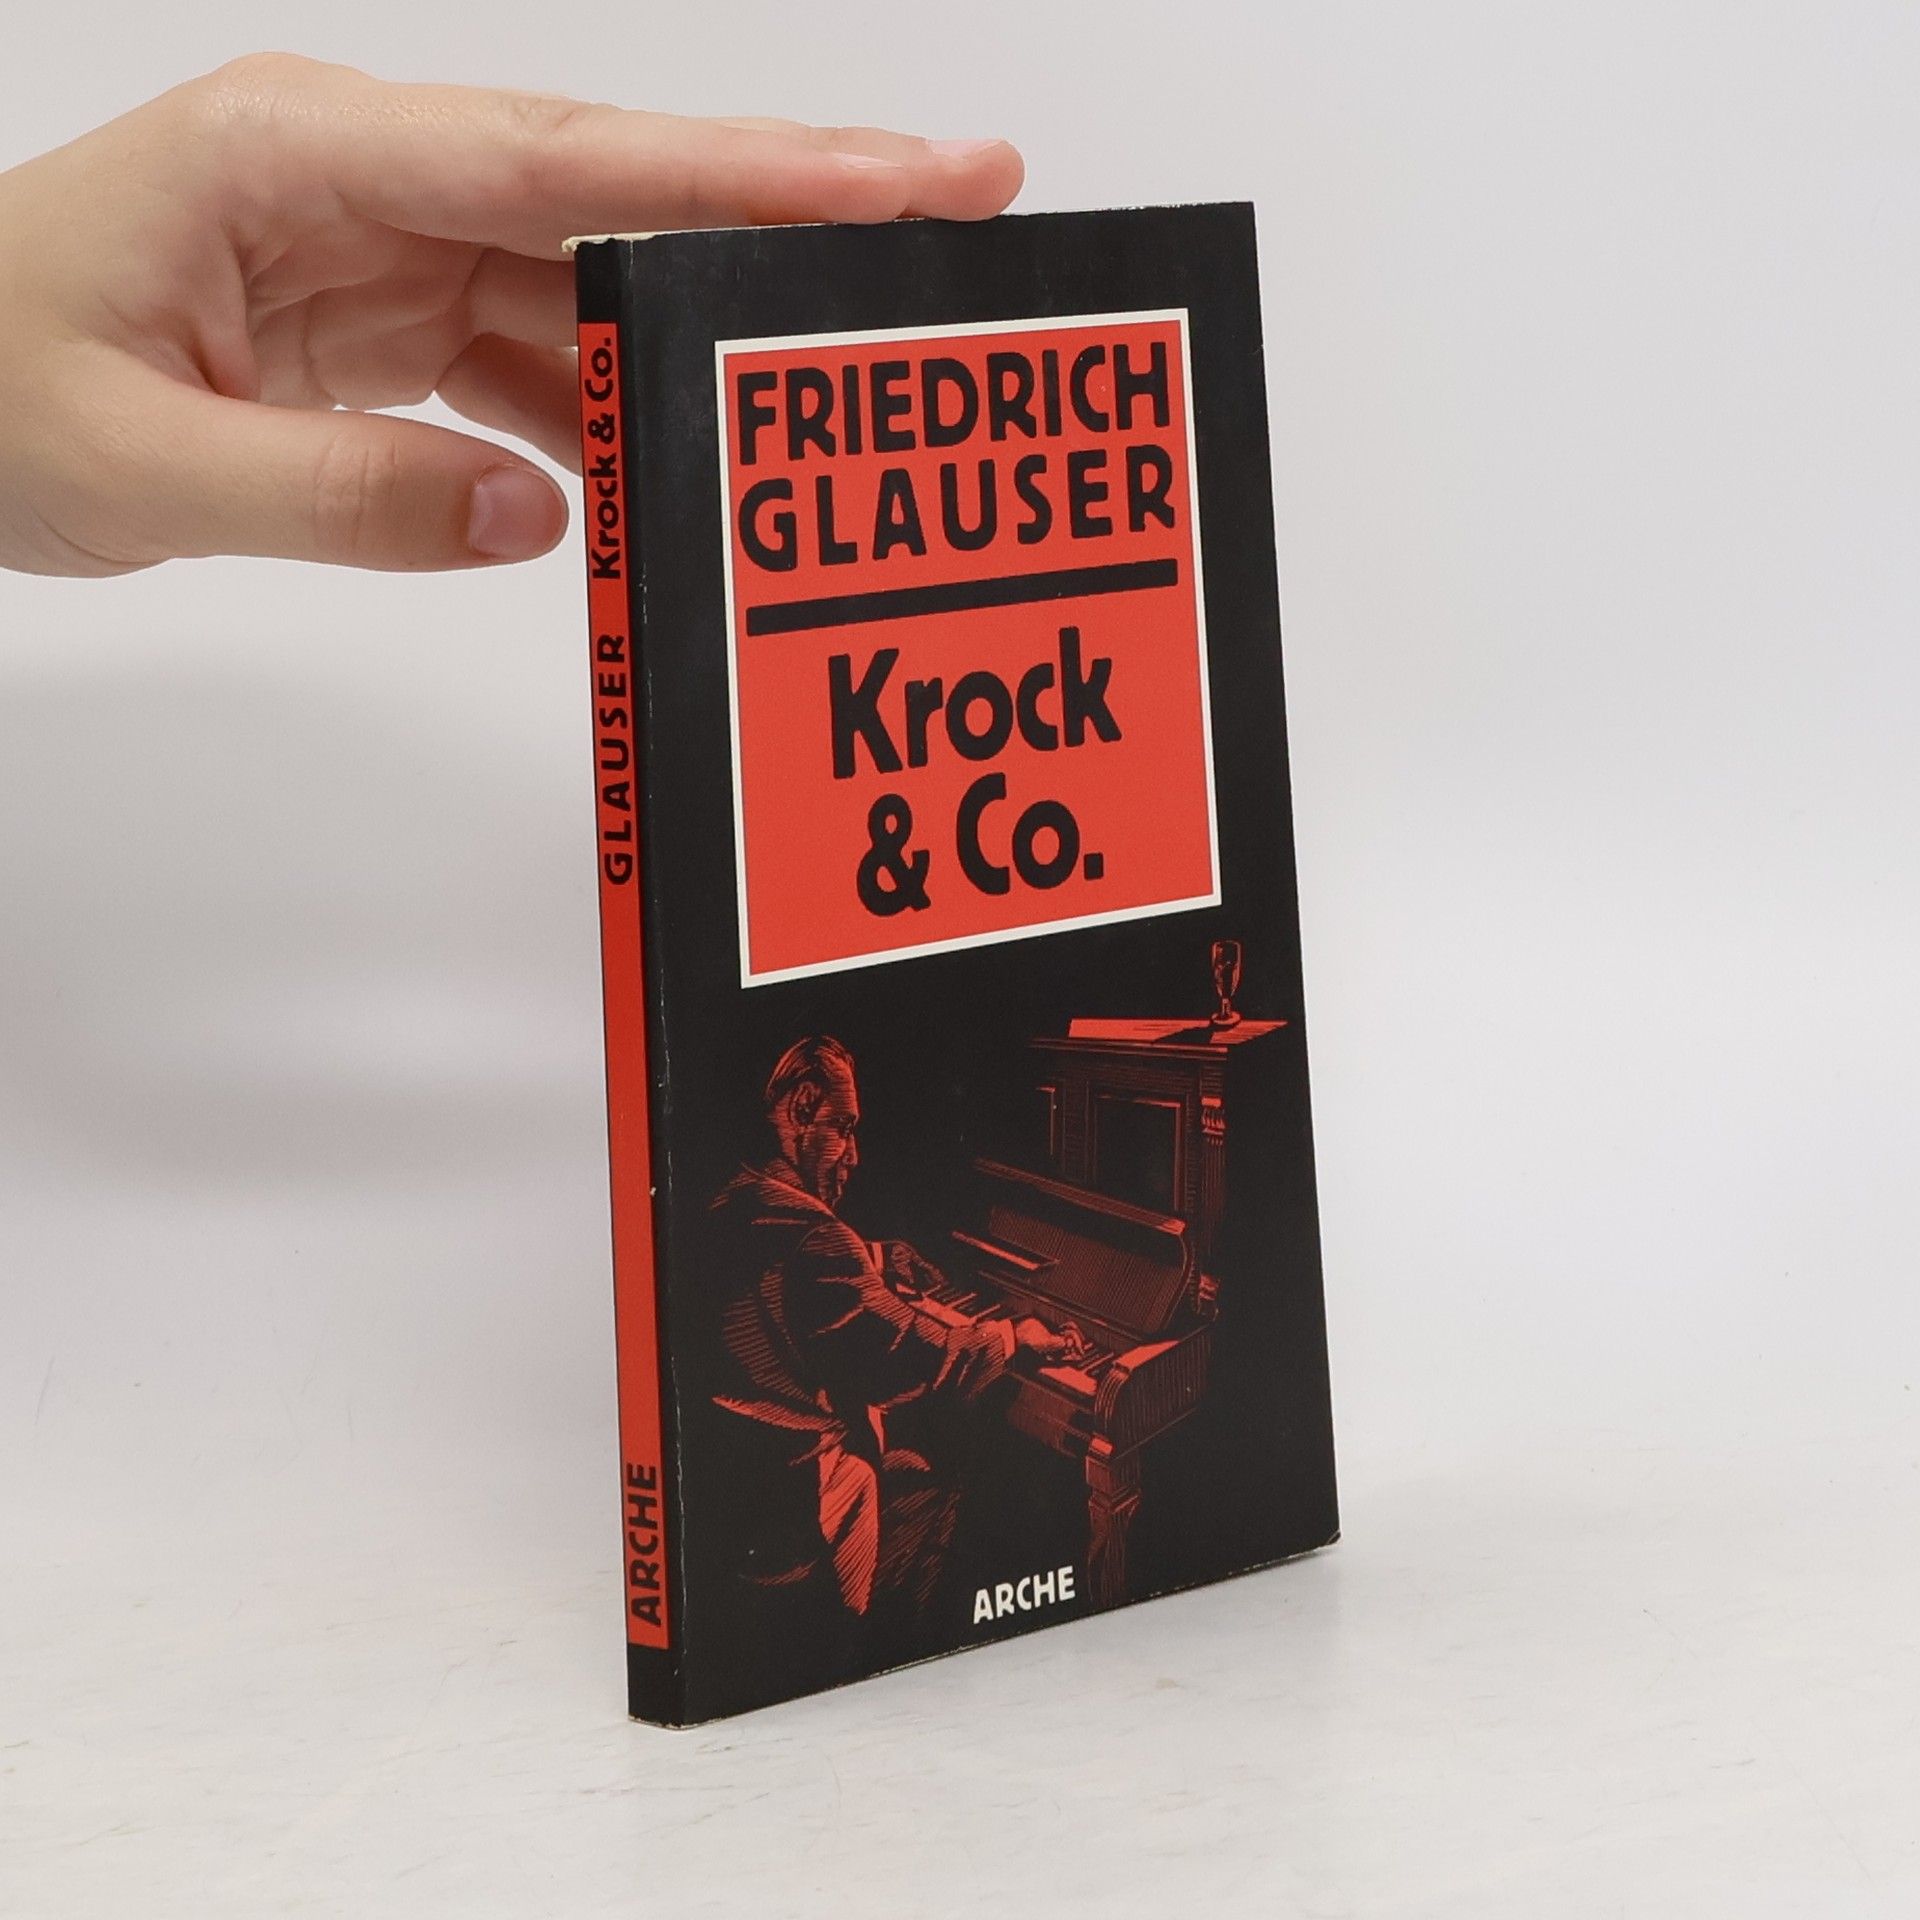 FRIEDRICH
GLAUSER
Krock
& Co.
ARCHE
ARCHE GLAUSER Krock & Co.